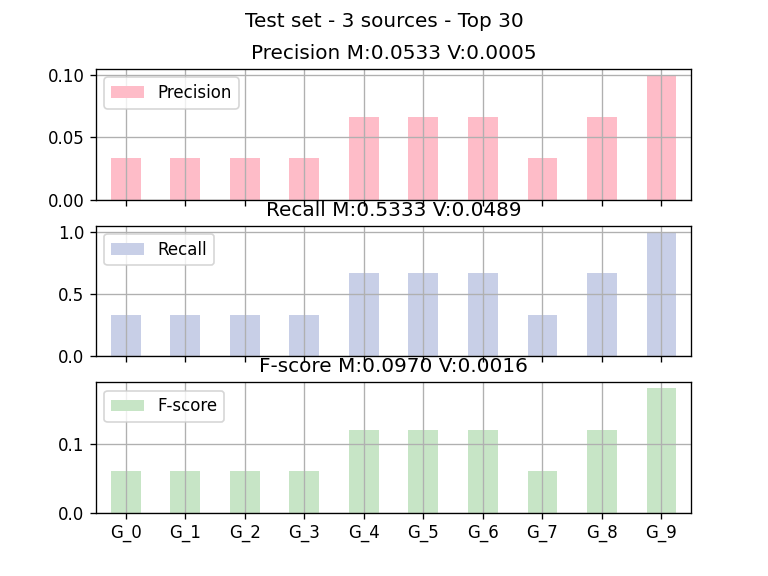 Test set - 3 sources - Top 30
Precision M:0.0533 V:0.0005
0.10
0.05
0.00
Precision
Recall M:0.5333 V:0.0489
1.0
0.5
0.0
Recall
F-score M:0.0970 V:0.0016
0.1
0.0
F-score
G_0 G_1 G_2 G_3 G_4 G_5 G_6 G_7 G_8 G_9